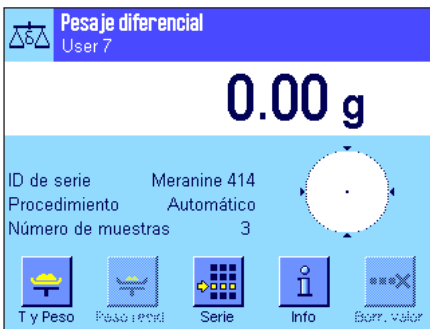 Pesaje diferencial
User 7
0.00 g
ID de serie Meranine 414
Procedimiento Automático
Número de muestras 3
T y Peso Peso rend. Serie Info Borr. valor